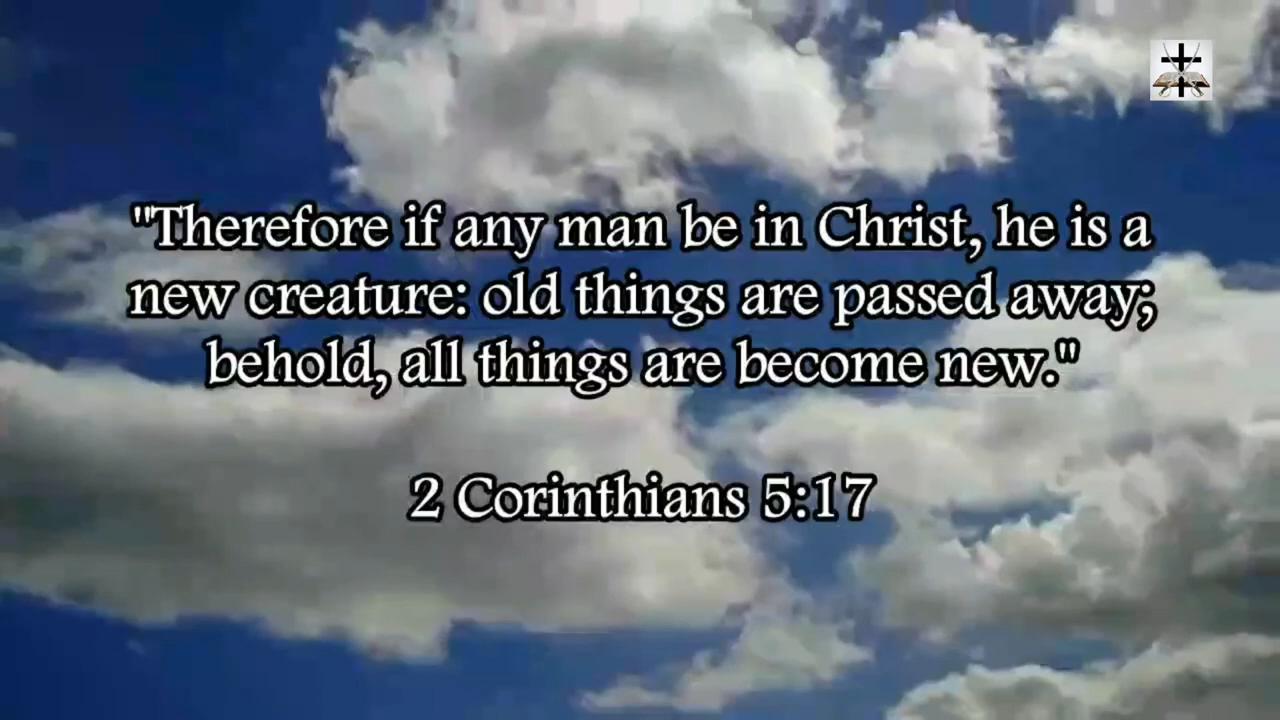 "Therefore if any man be in Christ, he is a
new creature: old things are passed away;
behold, all things are become new."
2 Corinthians 5:17